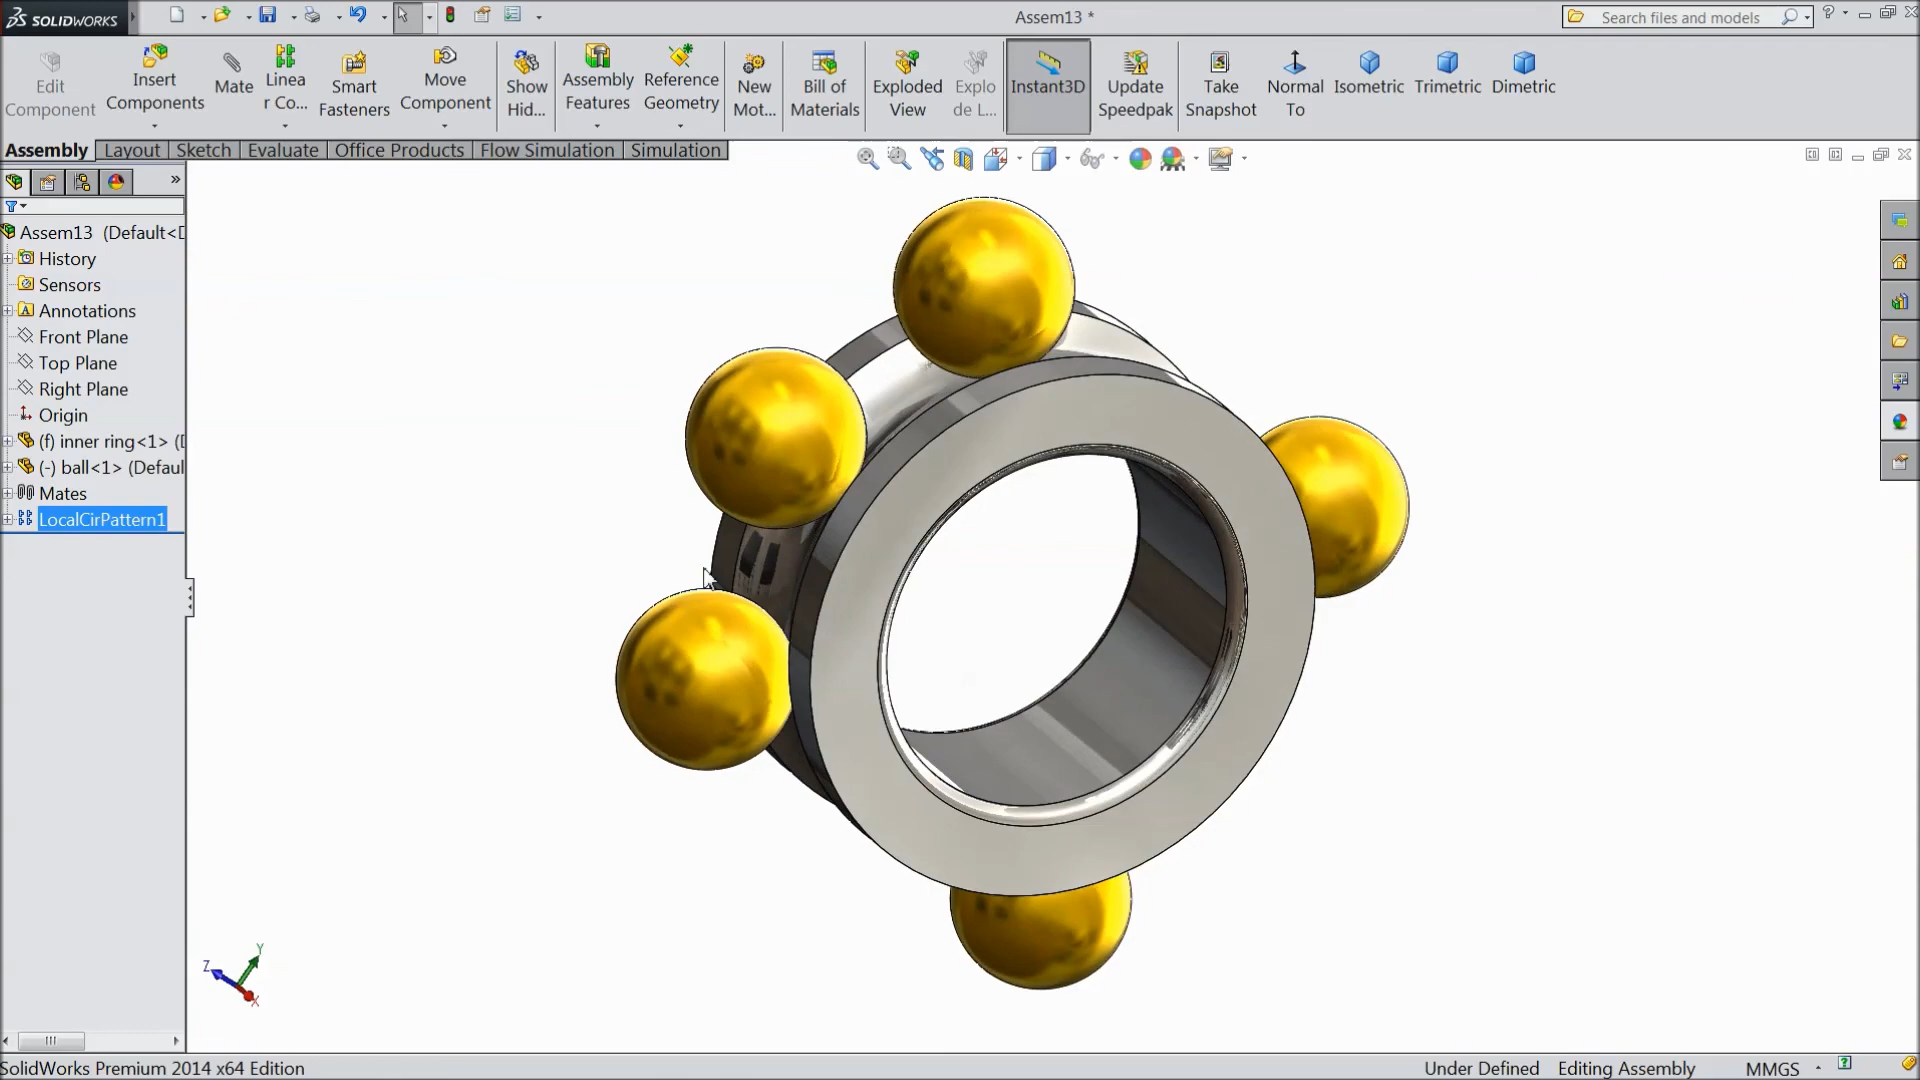 SOLIDWORKS
Assem13 *
Search files and models
Edit Component
Insert Components
Mate
Linea r Co...
Smart Fasteners
Move Component
Show Hid...
Assembly Features
Reference Geometry
New Mot...
Bill of Materials
Exploded View
Explo de L...
Instant3D
Update Speedpak
Take Snapshot
Normal To
Isometric
Trimetric
Dimetric
Assembly Layout Sketch Evaluate Office Products Flow Simulation Simulation
Assem13 (Default<D
History
Sensors
Annotations
Front Plane
Top Plane
Right Plane
Origin
(f) inner ring<1> (D
(-) ball<1> (Defaul
Mates
LocalCirPattern1
Y
Z
X
SolidWorks Premium 2014 x64 Edition
Under Defined Editing Assembly MMGS